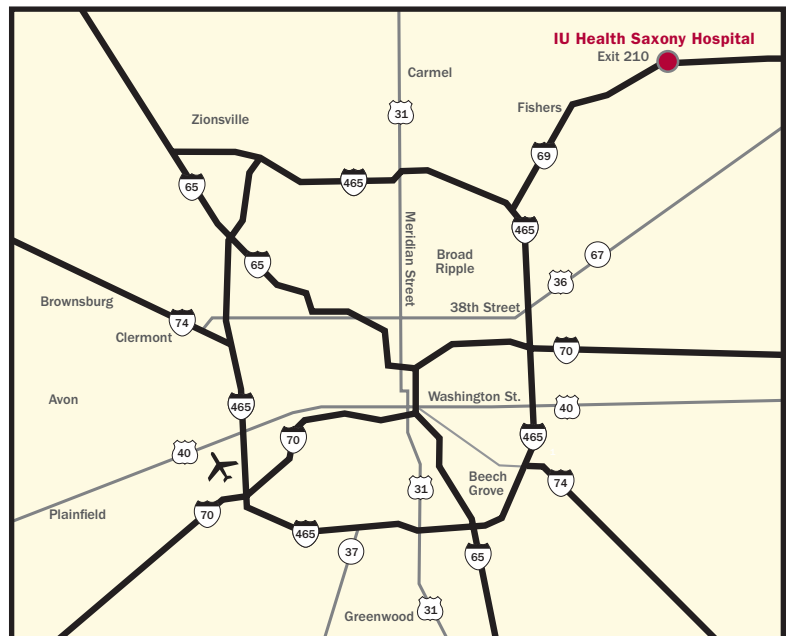 IU Health Saxony Hospital
Exit 210
Carmel
Fishers
31
Zionsville
69
465
65
Meridian Street
465
Broad
Ripple
67
65
36
Brownsburg
38th Street
74
Clermont
70
Avon
Washington St.
465
40
70
465
40
Beech
Grove
74
31
Plainfield
70
465
37
65
Greenwood
31